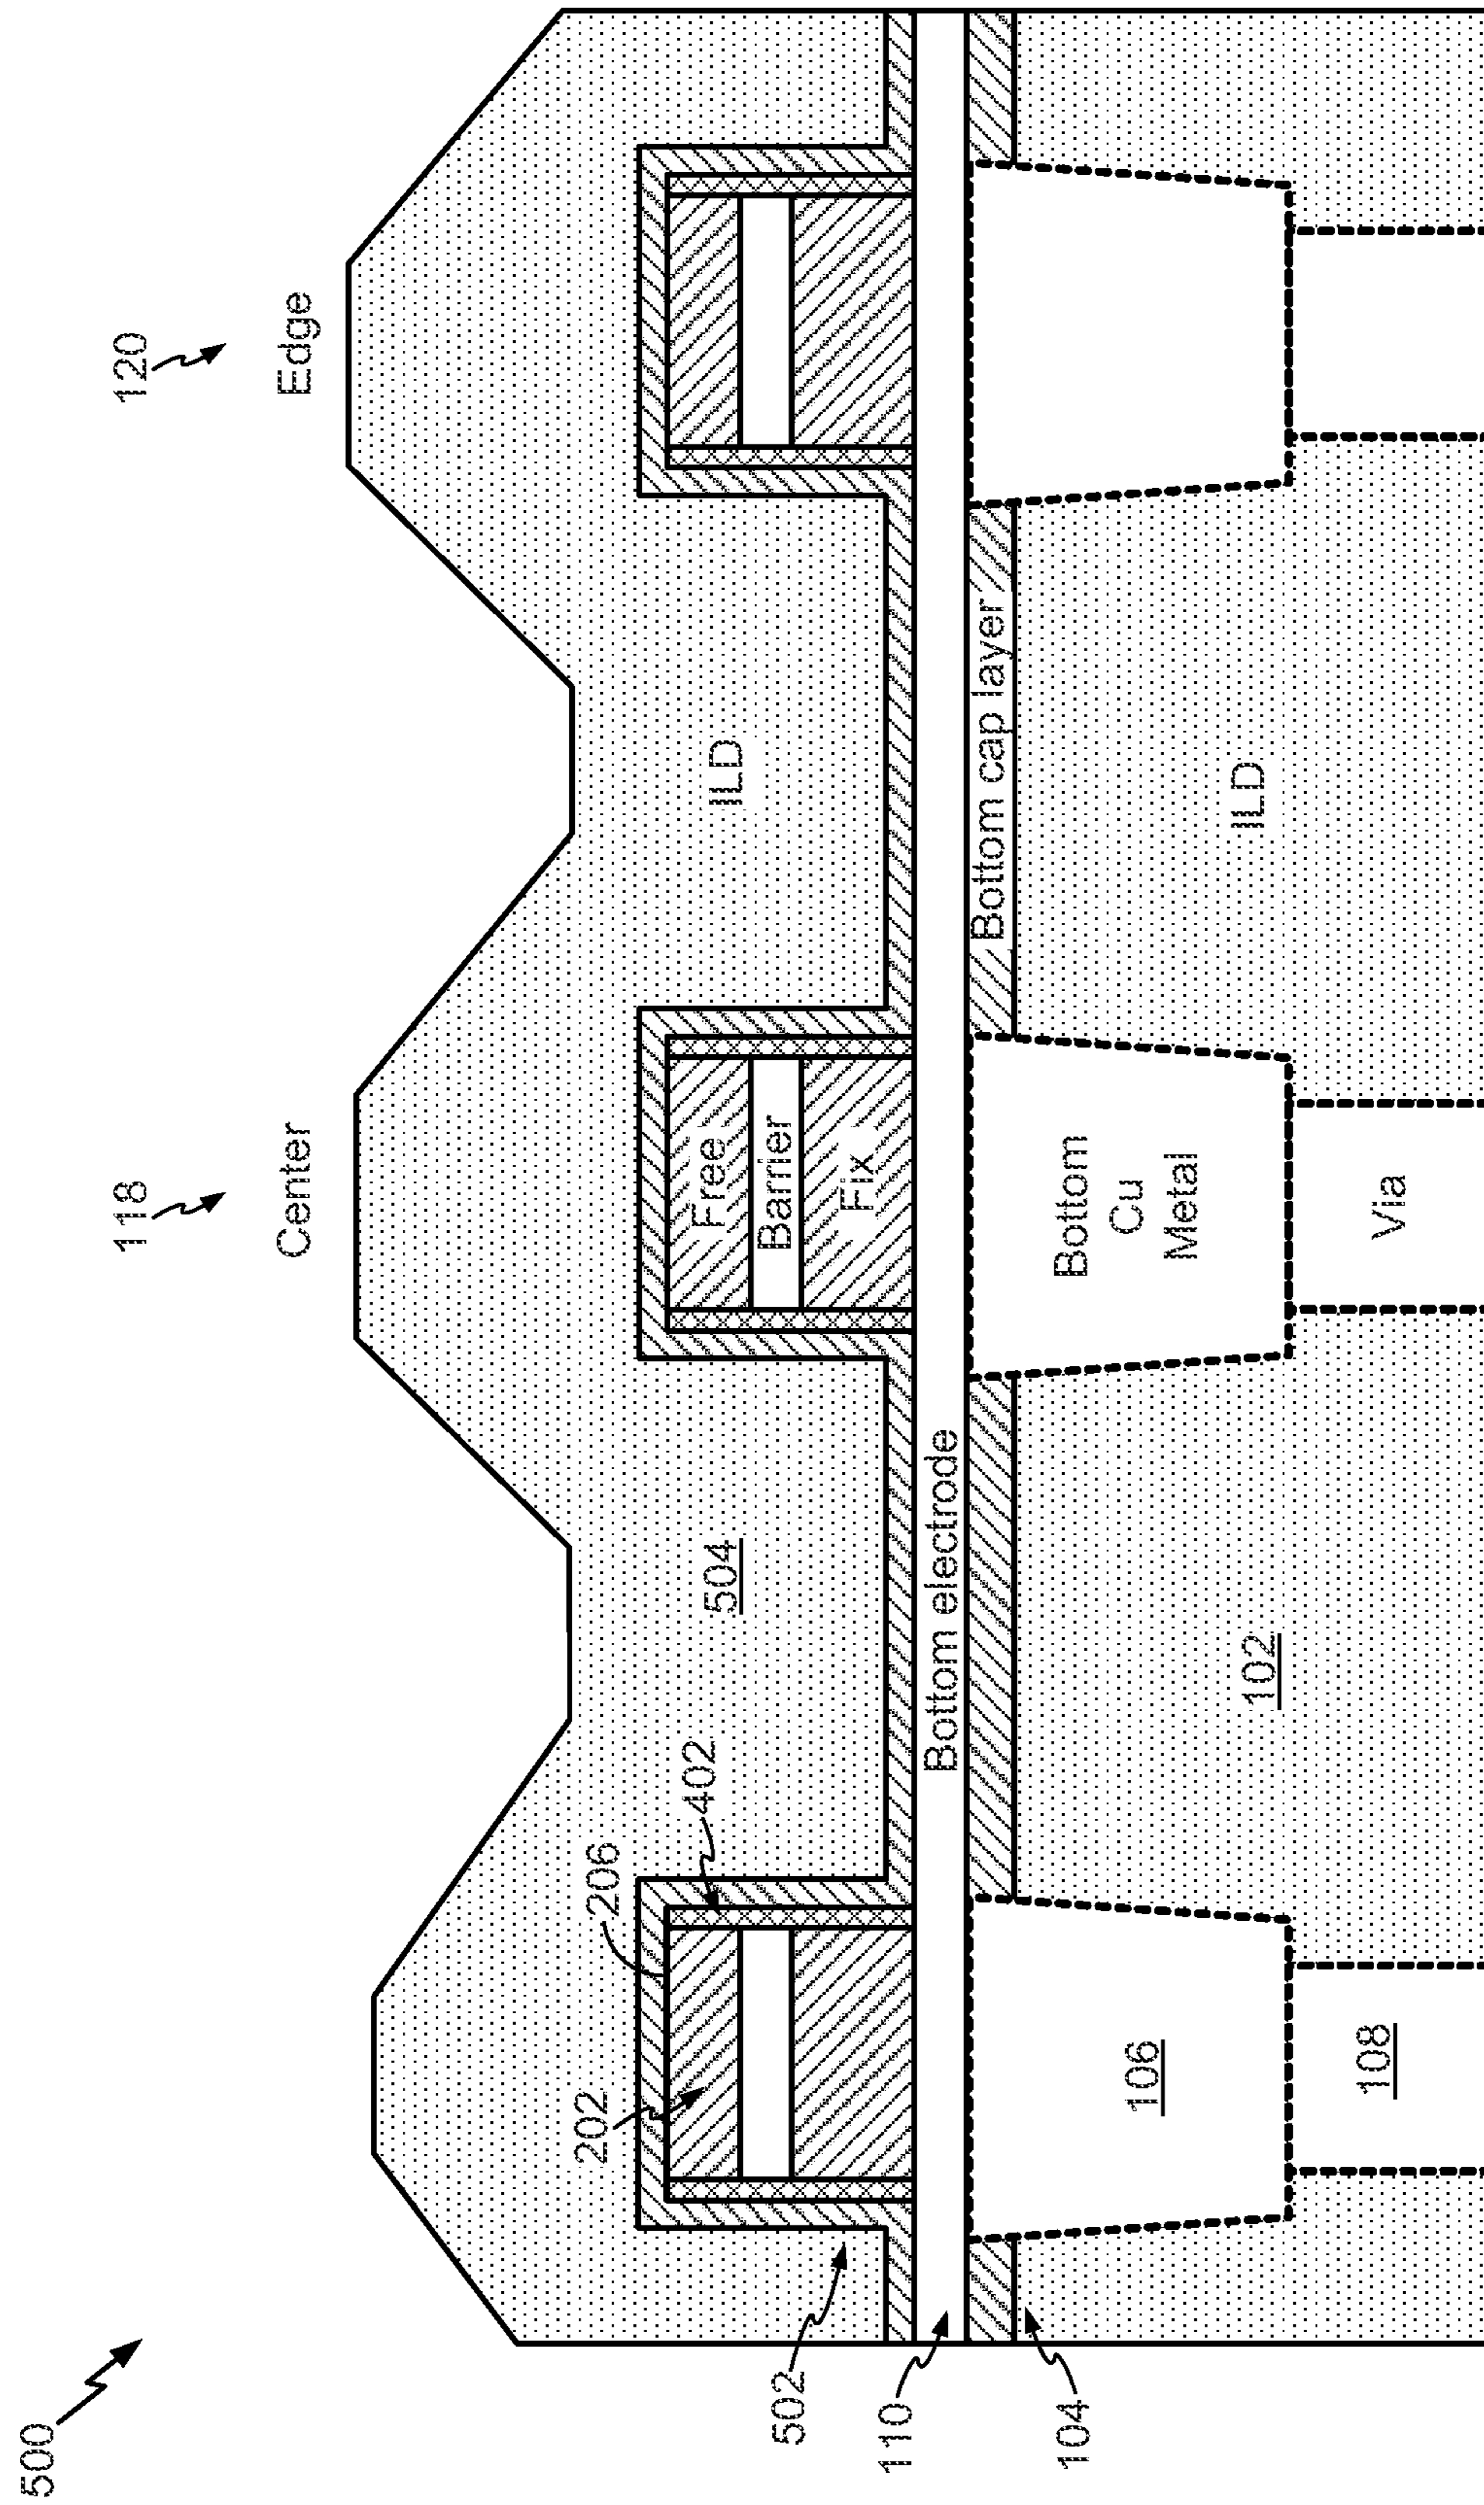 500
118
120
Center
Edge
206
202
402
504
ILD
Free
Barrier
Fix
502
110
Bottom electrode
104
Bottom cap layer
106
Bottom
Cu
Metal
102
ILD
108
Via